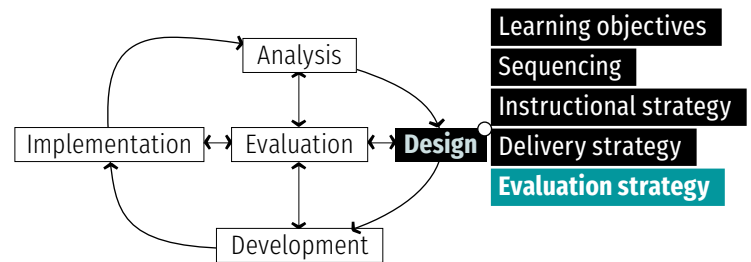 Analysis
Implementation
Evaluation
Design
Development
Learning objectives
Sequencing
Instructional strategy
Delivery strategy
Evaluation strategy